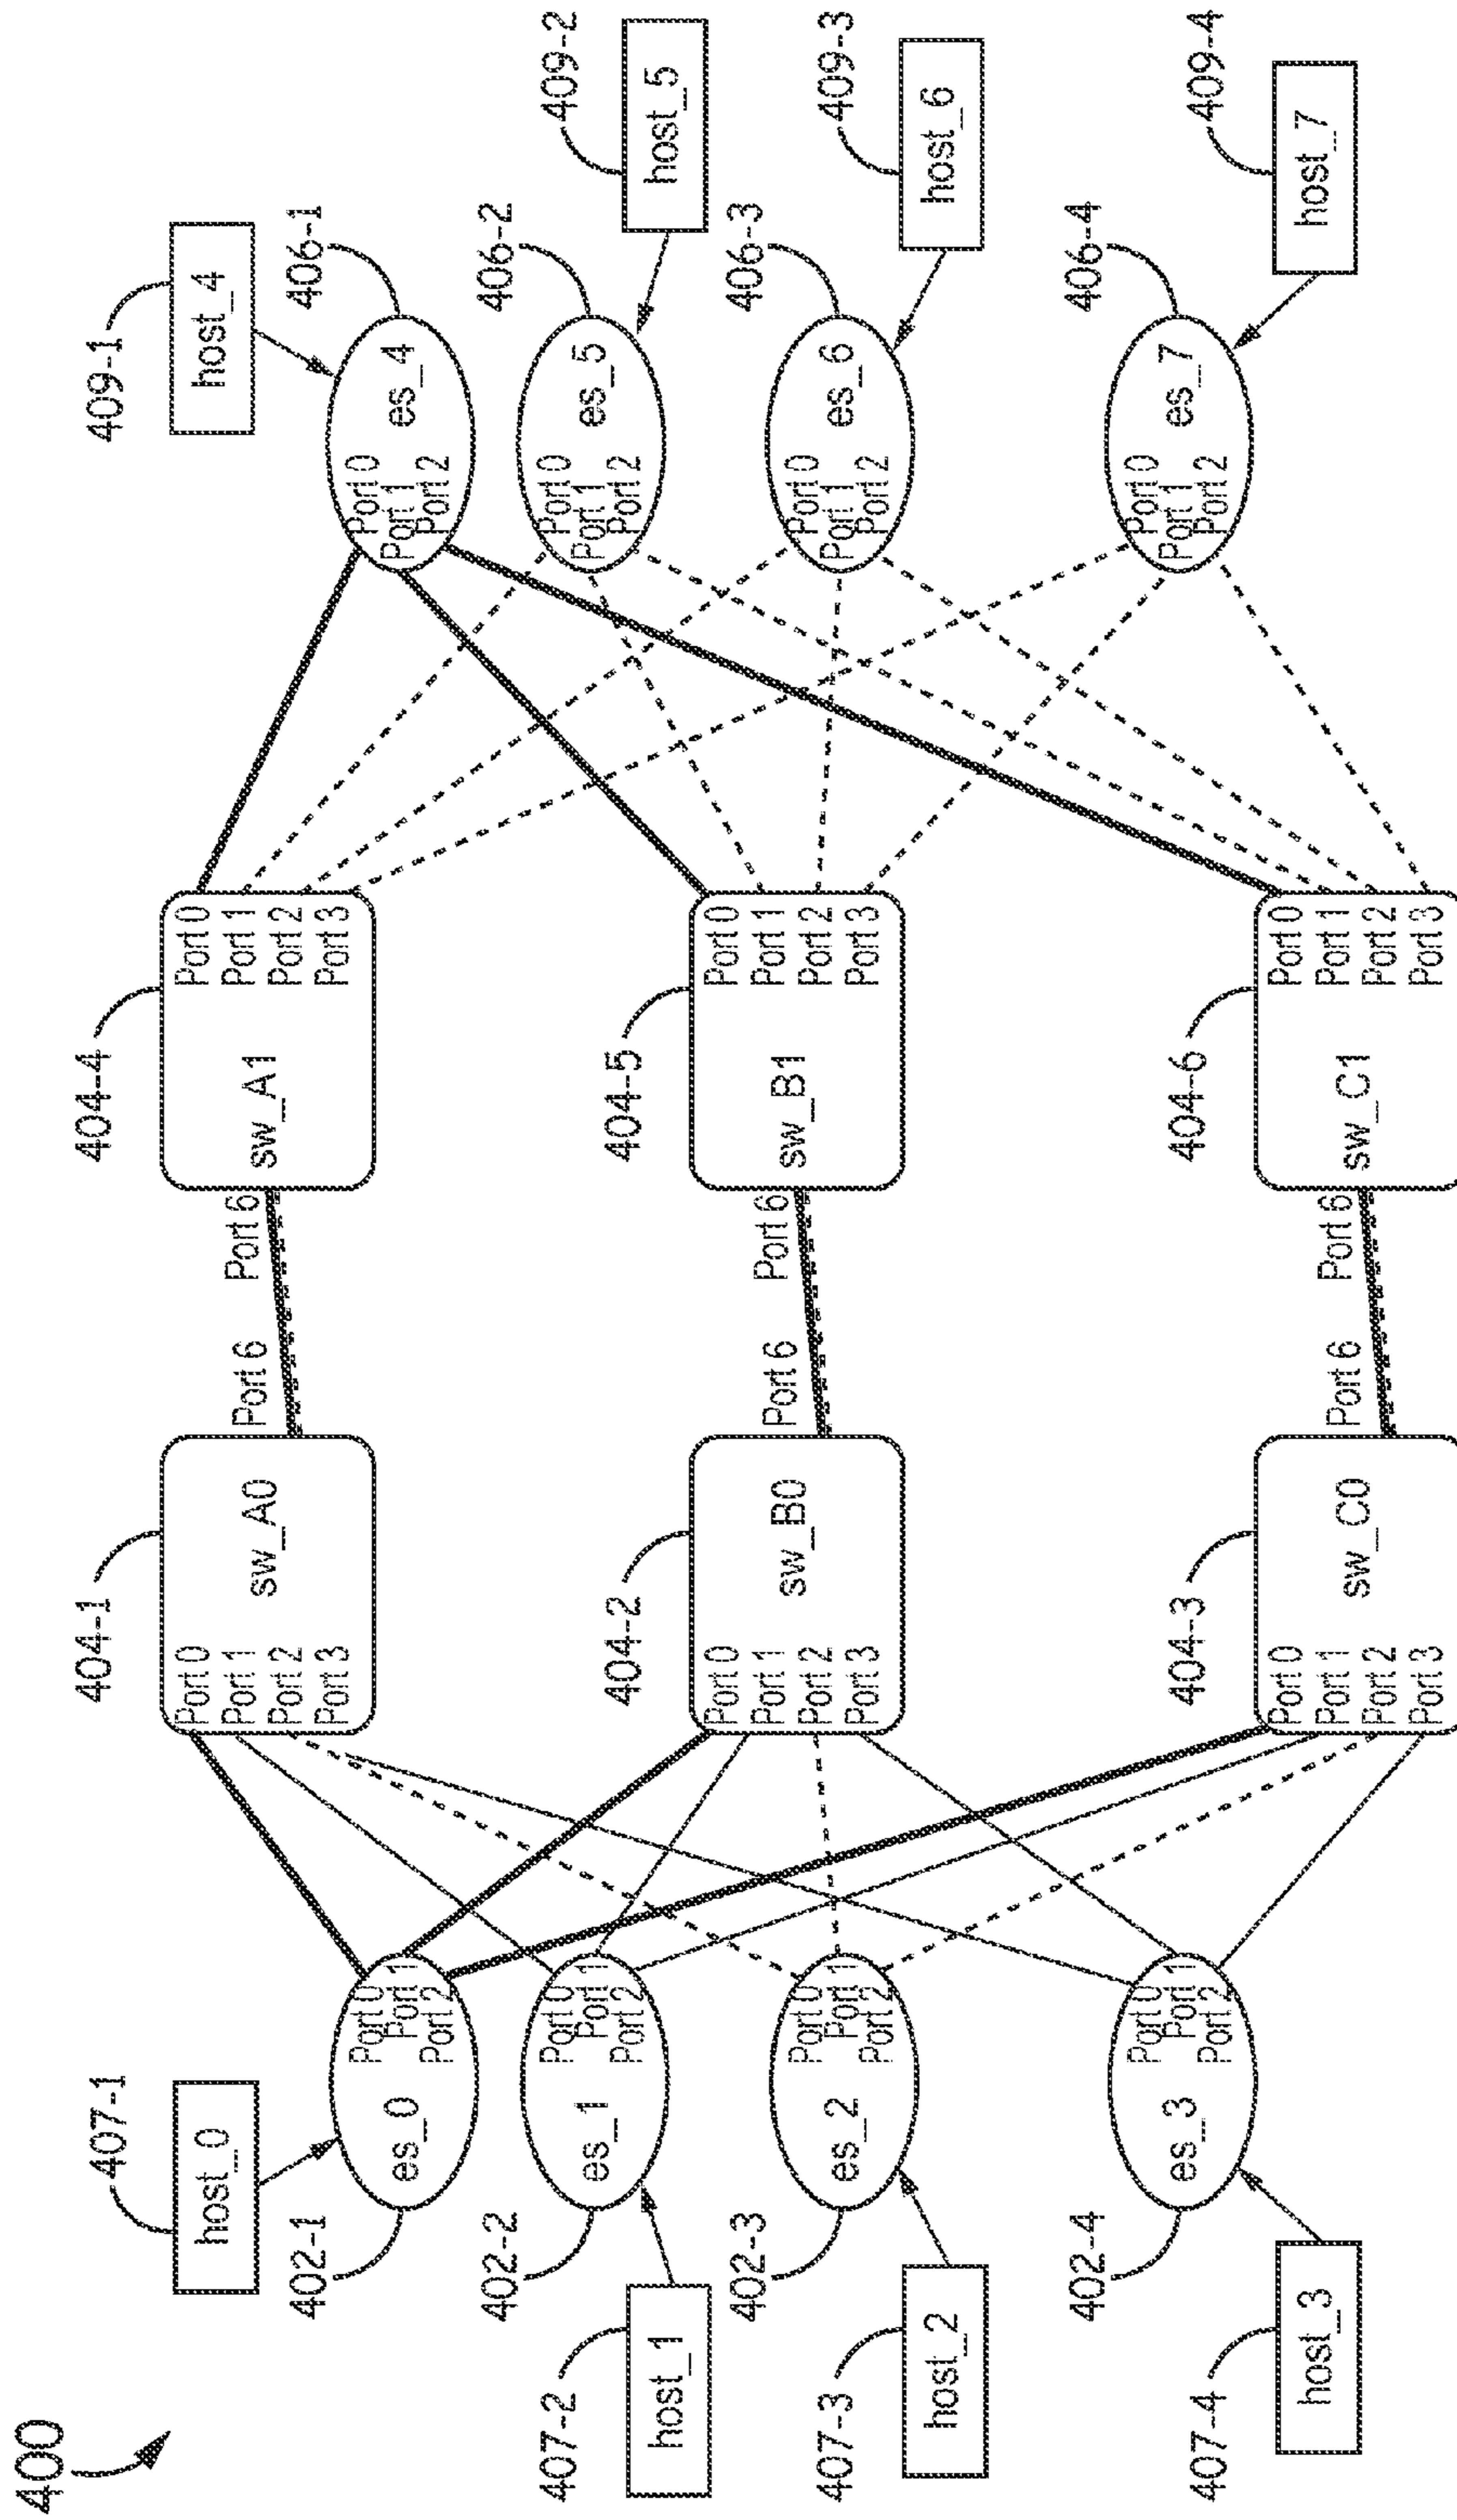 400
407-1
host_0
402-1
es_0
Port 0
Port 1
Port 2
407-2
host_1
402-2
es_1
Port 0
Port 1
Port 2
407-3
host_2
402-3
es_2
Port 0
Port 1
Port 2
407-4
host_3
402-4
es_3
Port 0
Port 1
Port 2
404-1
sw_A0
Port 0
Port 1
Port 2
Port 3
Port 6
404-2
sw_B0
Port 0
Port 1
Port 2
Port 3
Port 6
404-3
sw_C0
Port 0
Port 1
Port 2
Port 3
Port 6
404-4
Port 6
sw_A1
Port 0
Port 1
Port 2
Port 3
404-5
Port 6
sw_B1
Port 0
Port 1
Port 2
Port 3
404-6
Port 6
sw_C1
Port 0
Port 1
Port 2
Port 3
409-1
host_4
406-1
es_4
Port 0
Port 1
Port 2
409-2
host_5
406-2
es_5
Port 0
Port 1
Port 2
409-3
host_6
406-3
es_6
Port 0
Port 1
Port 2
409-4
host_7
406-4
es_7
Port 0
Port 1
Port 2